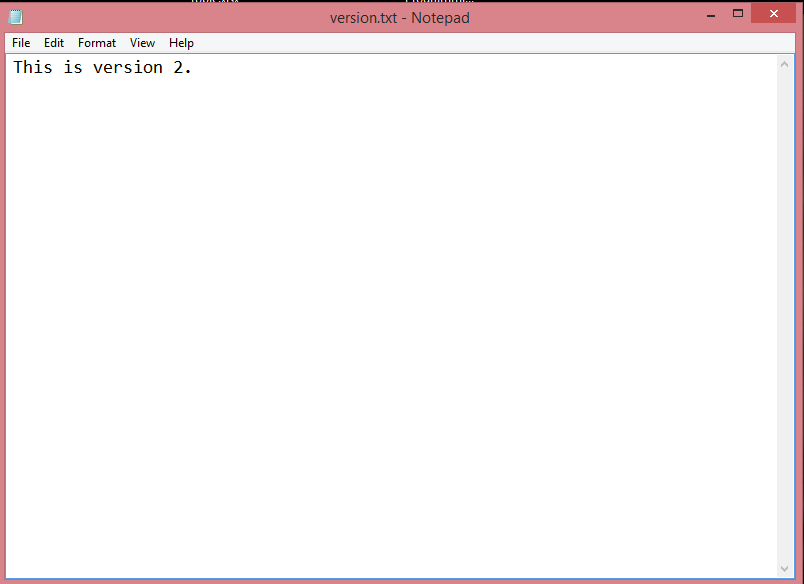 version.txt - Notepad
File Edit Format View Help
This is version 2.